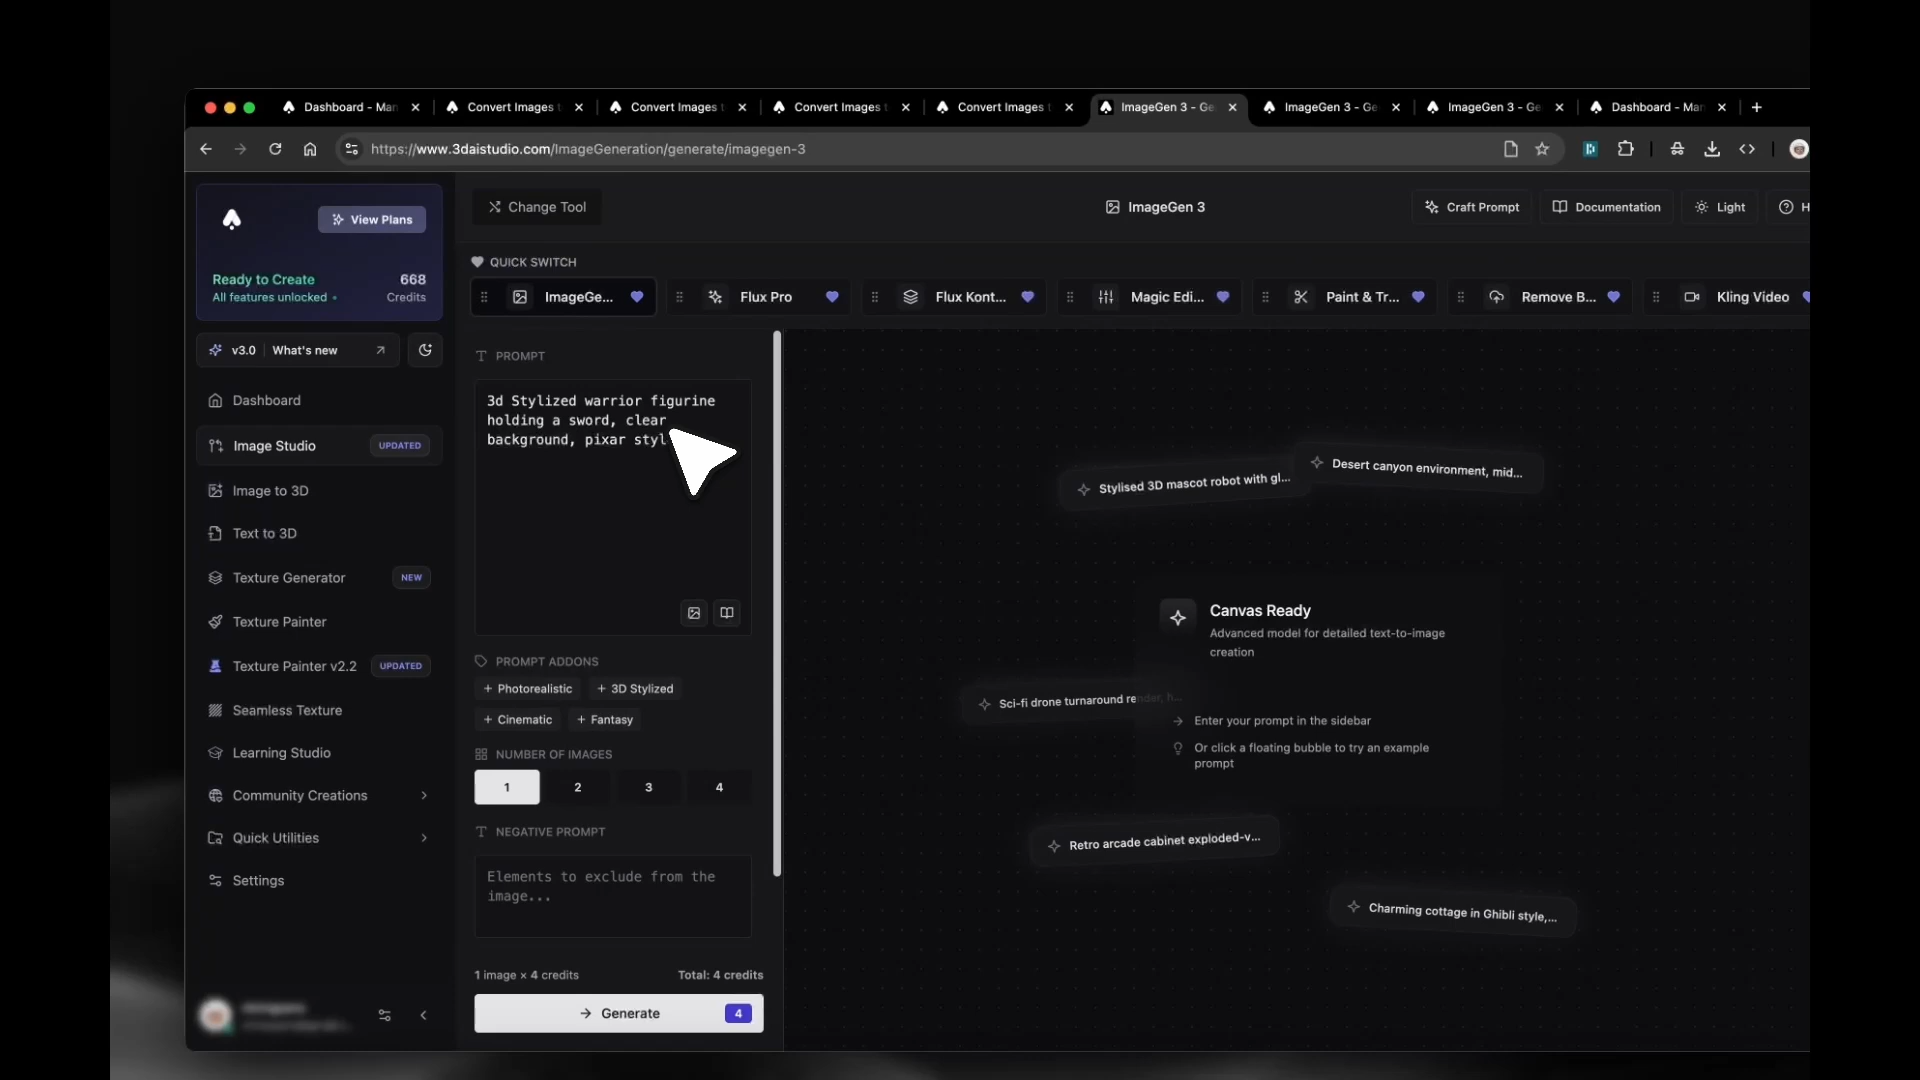 Dashboard - Man
Convert Images t
Convert Images t
Convert Images t
Convert Images t
ImageGen 3 - Ge
ImageGen 3 - Ge
ImageGen 3 - Ge
Dashboard - Man
https://www.3daistudio.com/ImageGeneration/generate/imagegen-3
View Plans
Ready to Create
668
All features unlocked
Credits
v3.0
What's new
Dashboard
Image Studio
UPDATED
Image to 3D
Text to 3D
Texture Generator
NEW
Texture Painter
Texture Painter v2.2
UPDATED
Seamless Texture
Learning Studio
Community Creations
Quick Utilities
Settings
Change Tool
ImageGen 3
Craft Prompt
Documentation
Light
H
QUICK SWITCH
ImageGe...
Flux Pro
Flux Kont...
Magic Edi...
Paint & Tr...
Remove B...
Kling Video
PROMPT
3d Stylized warrior figurine
holding a sword, clear
background, pixar styl
PROMPT ADDONS
+ Photorealistic
+ 3D Stylized
+ Cinematic
+ Fantasy
NUMBER OF IMAGES
1
2
3
4
NEGATIVE PROMPT
Elements to exclude from the
image...
1 image × 4 credits
Total: 4 credits
Generate
4
Stylised 3D mascot robot with gl...
Desert canyon environment, mid...
Canvas Ready
Advanced model for detailed text-to-image
creation
Sci-fi drone turnaround render, h...
Enter your prompt in the sidebar
Or click a floating bubble to try an example
prompt
Retro arcade cabinet exploded-v...
Charming cottage in Ghibli style,...